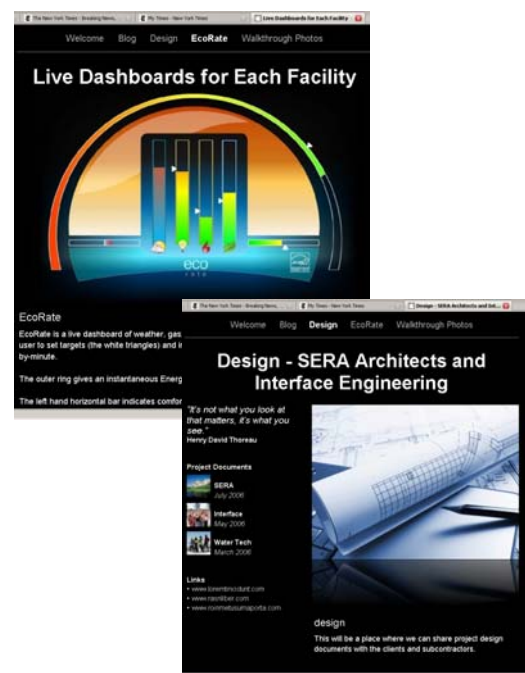 The New York Times - Breaking News,
My Times - New York Times
Live Dashboards for Each Facility -
Welcome Blog Design EcoRate Walkthrough Photos
Live Dashboards for Each Facility
eco
rate
EcoRate
EcoRate is a live dashboard of weather, gas
user to set targets (the white triangles) and
by-minute.
The outer ring gives an instantaneous Energ
The left hand horizontal bar indicates comfor
The New York Times - Breaking News,
My Times - New York Times
Design - SERA Architects and Int...
Welcome Blog Design EcoRate Walkthrough Photos
Design - SERA Architects and
Interface Engineering
"It's not what you look at
that matters, it's what you
see."
Henry David Thoreau
Project Documents
SERA
July 2006
Interface
May 2006
Water Tech
March 2006
Links
• www.loremtincidunt.com
• www.rasnliber.com
design
This will be a place where we can share project design
documents with the clients and subcontractors.